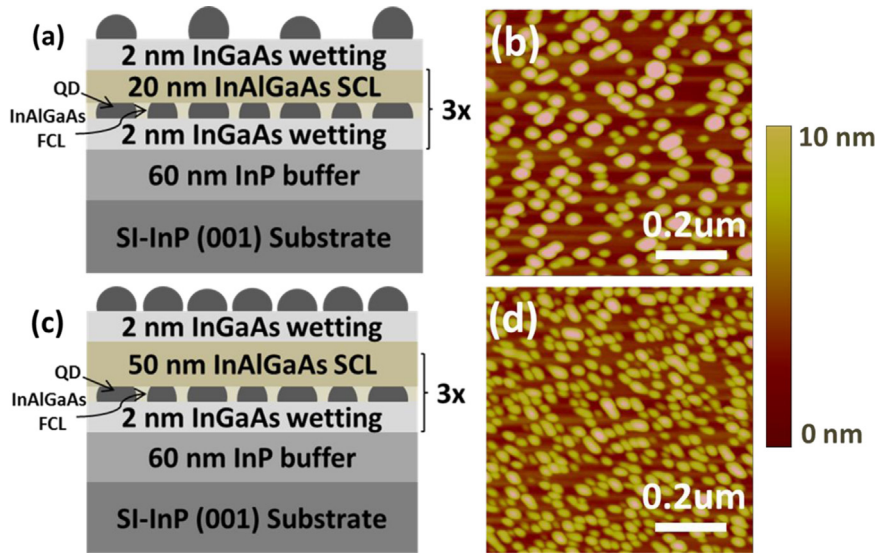 (a)
2 nm InGaAs wetting
20 nm InAlGaAs SCL
QD
InAlGaAs
FCL
3x
2 nm InGaAs wetting
60 nm InP buffer
SI-InP (001) Substrate
(b)
0.2um
10 nm
0 nm
(c)
2 nm InGaAs wetting
50 nm InAlGaAs SCL
QD
InAlGaAs
FCL
3x
2 nm InGaAs wetting
60 nm InP buffer
SI-InP (001) Substrate
(d)
0.2um